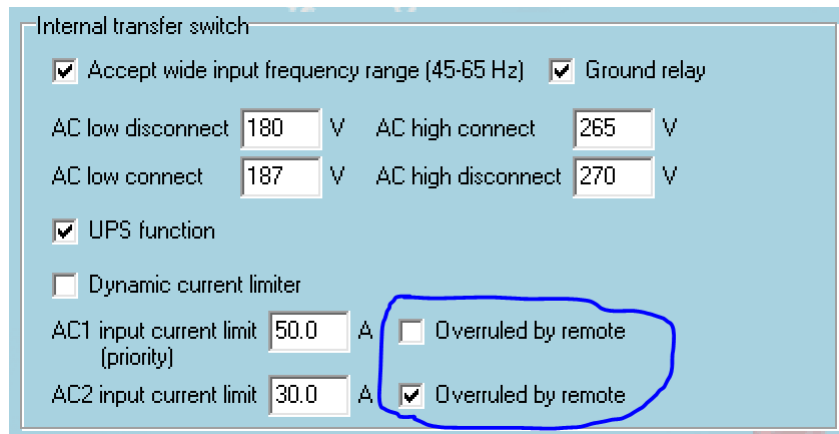 Internal transfer switch
Accept wide input frequency range (45-65 Hz) Ground relay
AC low disconnect 180 V AC high connect 265 V
AC low connect 187 V AC high disconnect 270 V
UPS function
Dynamic current limiter
AC1 input current limit 50.0 A Overruled by remote
(priority)
AC2 input current limit 30.0 A Overruled by remote